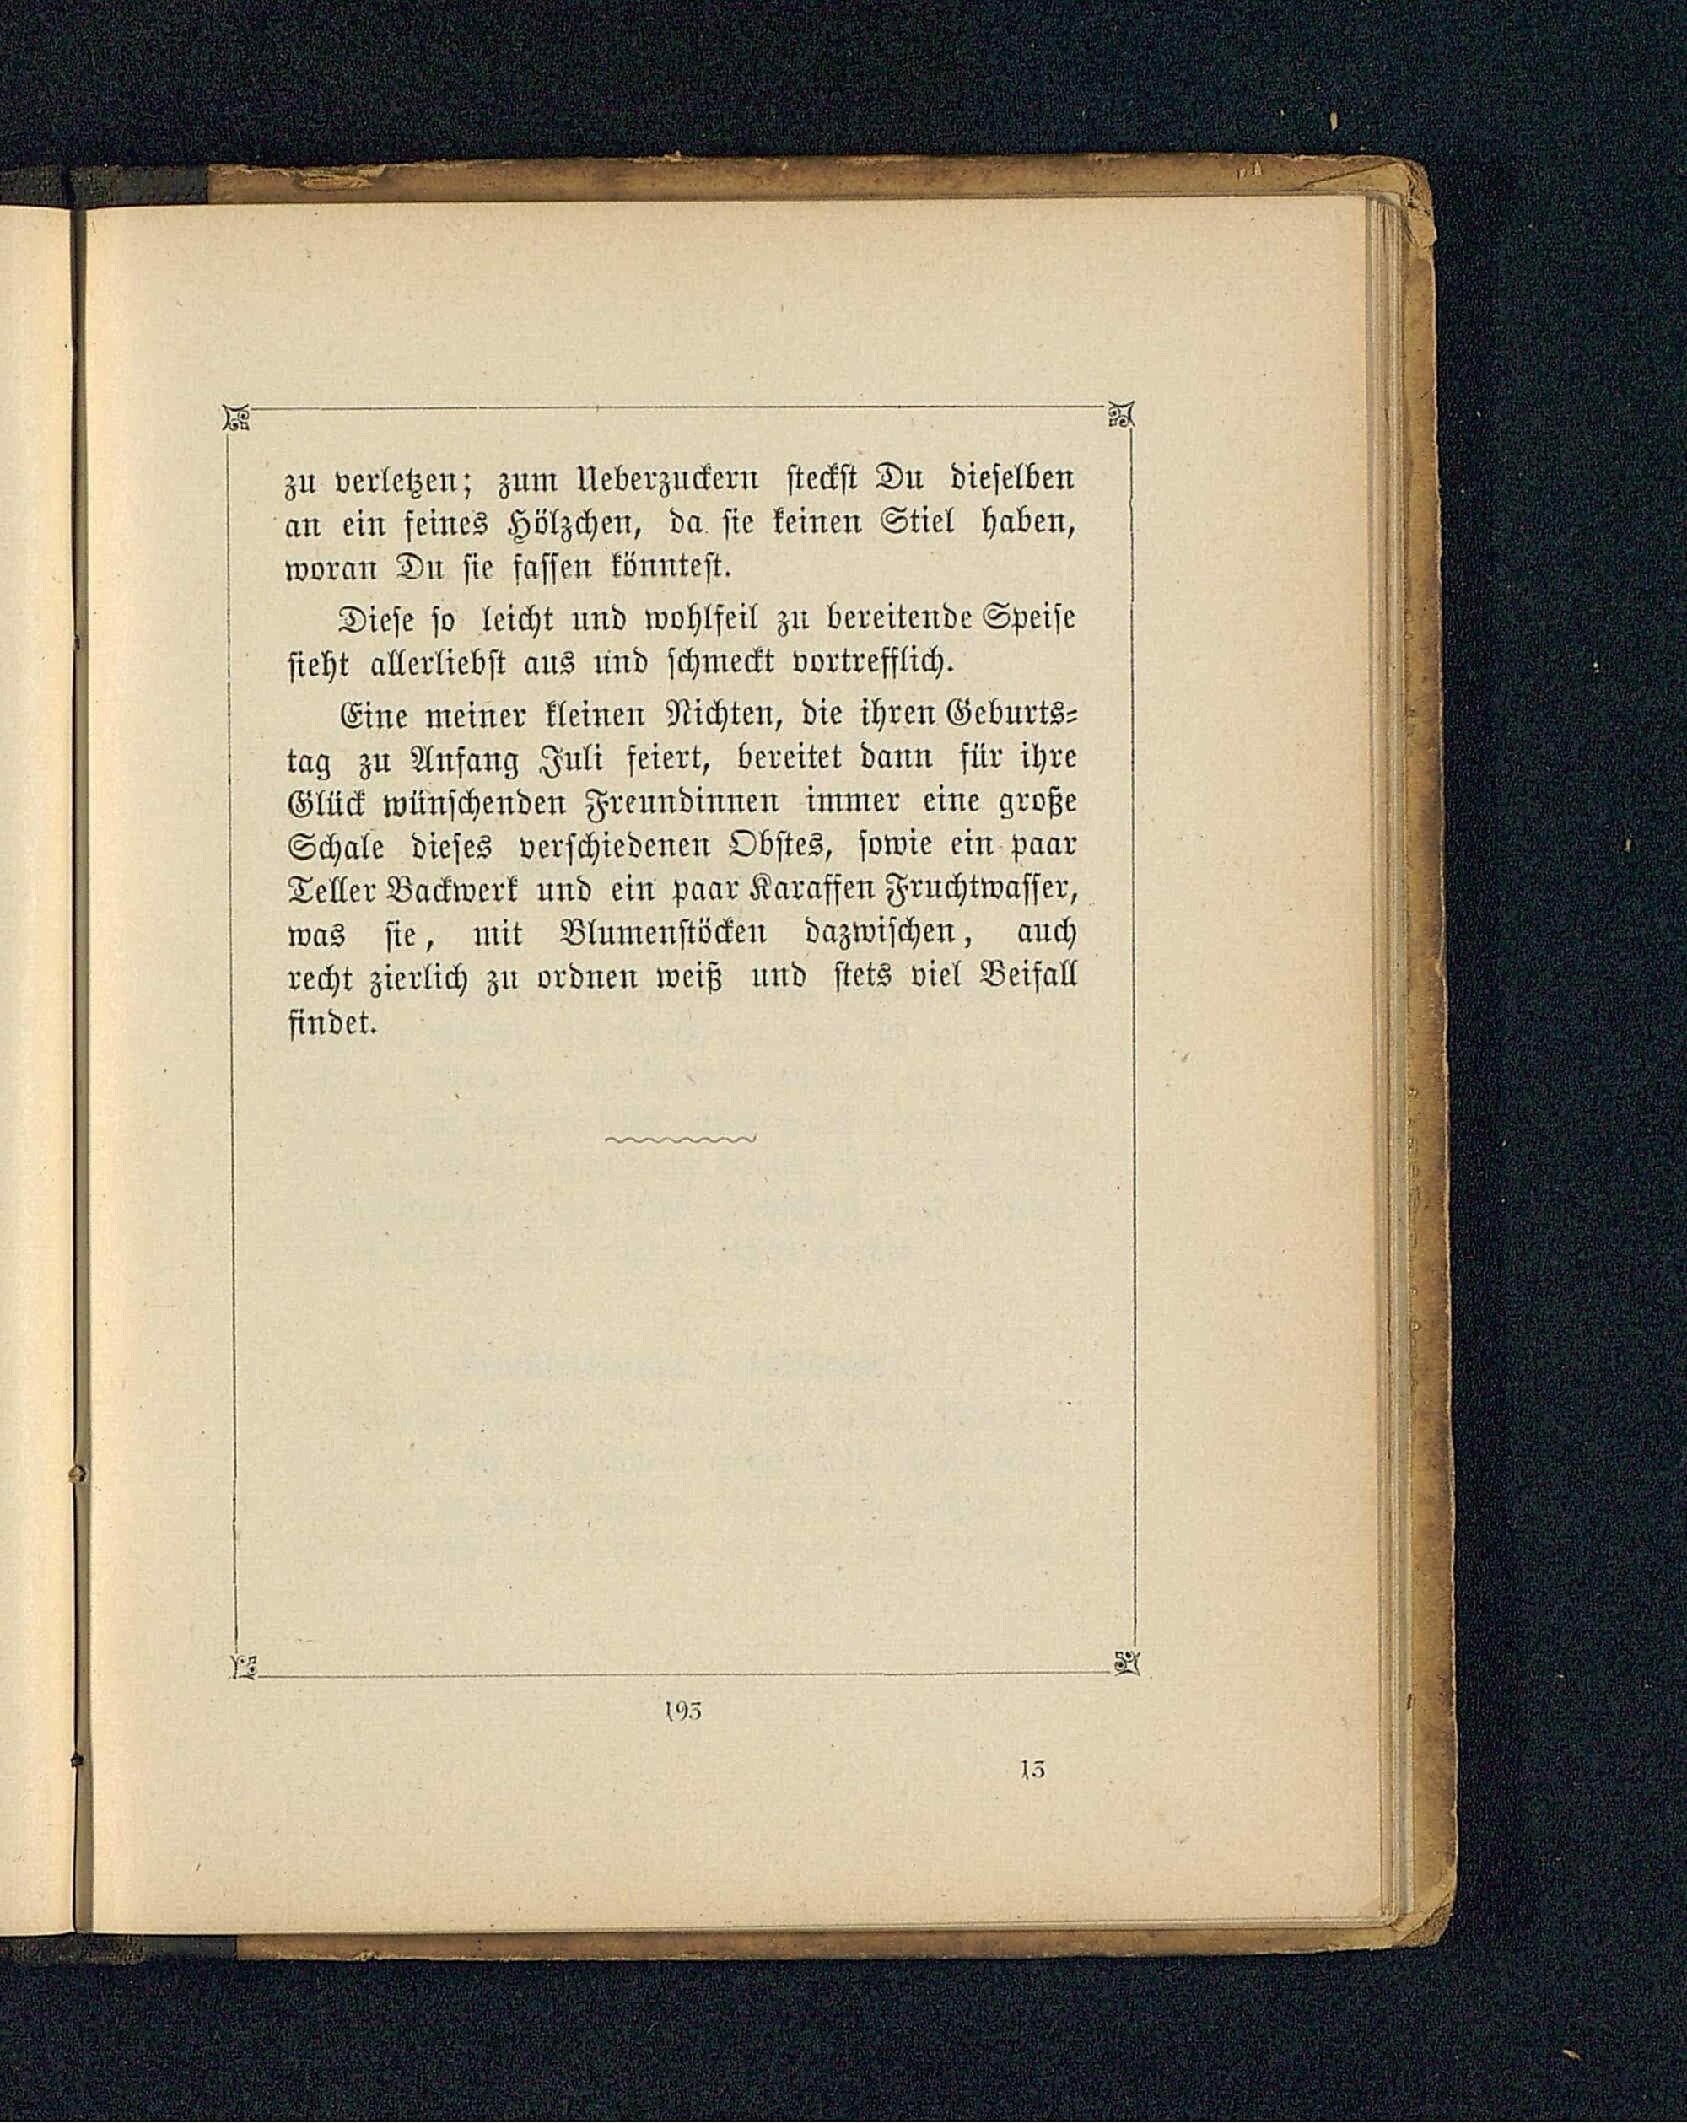 zu verletzen; zum Ueberzuckern steckst Du dieselben
an ein feines Hölzchen, da sie keinen Stiel haben,
woran Du sie fassen könntest.
Diese so leicht und wohlfeil zu bereitende Speise
sieht allerliebst aus und schmeckt vortrefflich.
Eine meiner kleinen Nichten, die ihren Geburts-
tag zu Anfang Juli feiert, bereitet dann für ihre
Glück wünschenden Freundinnen immer eine große
Schale dieses verschiedenen Obstes, sowie ein paar
Teller Backwerk und ein paar Karaffen Fruchtwasser,
was sie, mit Blumenstöcken dazwischen, auch
recht zierlich zu ordnen weiß und stets viel Beifall
findet.
193
13